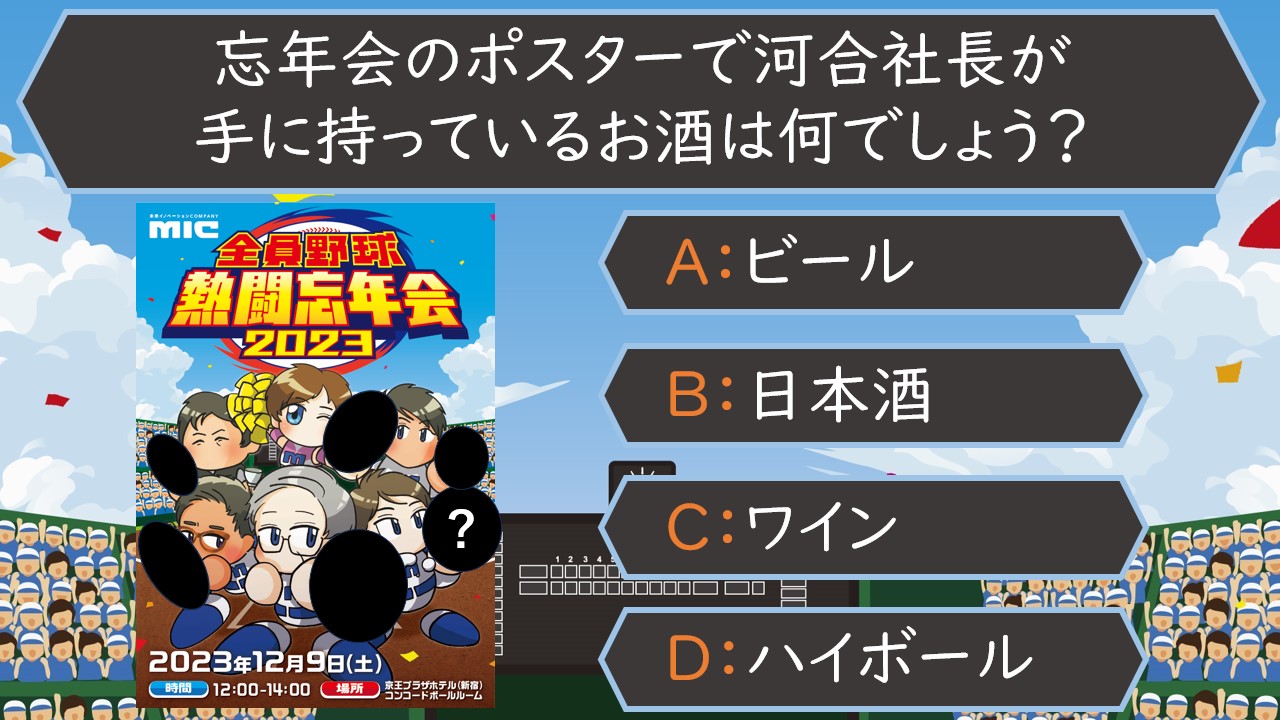 忘年会のポスターで河合社長が
手に持っているお酒は何でしょう?
未来イノベーションCOMPANY
MIC
全員野球
熱闘忘年会
2023
?
2023年12月9日(土)
時間 12:00-14:00 場所 京王プラザホテル(新宿)
コンコードボールルーム
A:ビール
B:日本酒
C:ワイン
D:ハイボール
1 2 3 4